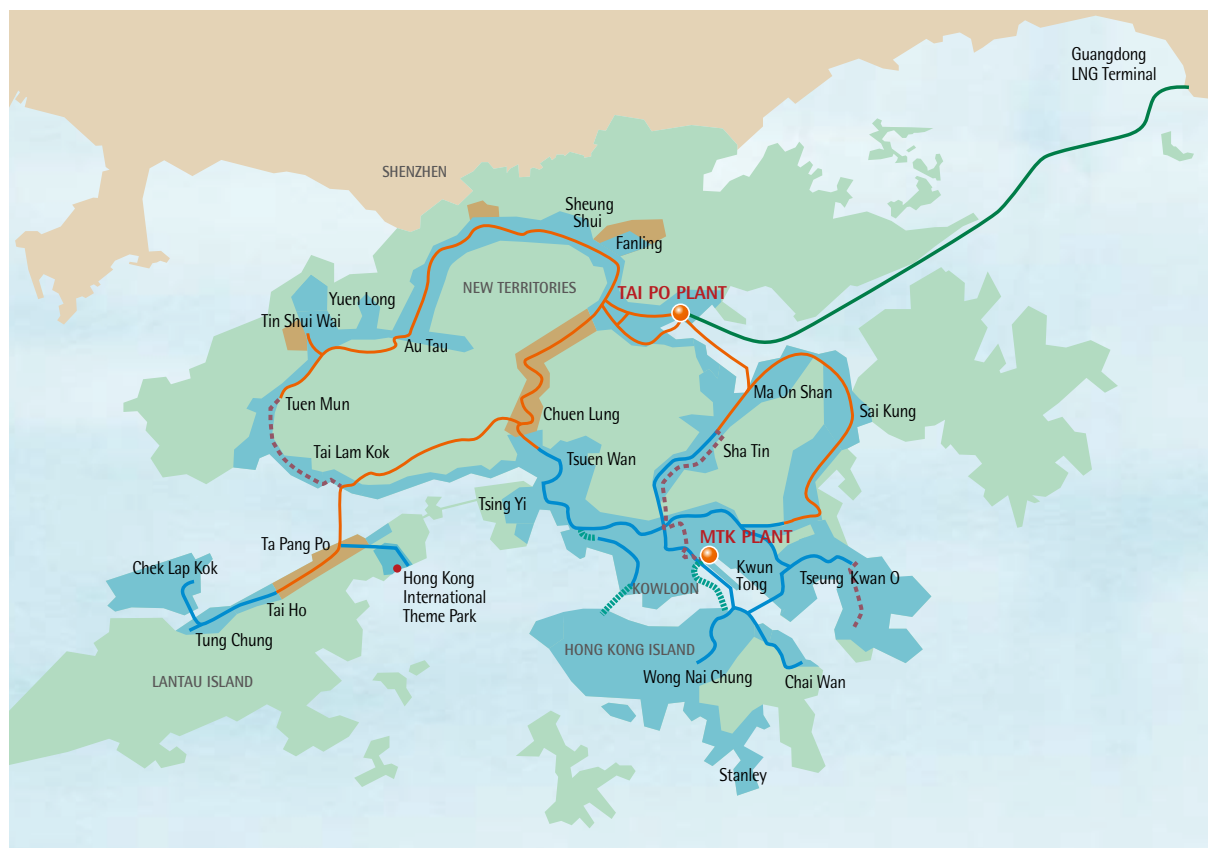 Guangdong
LNG Terminal
SHENZHEN
Sheung
Shui
Fanling
NEW TERRITORIES
TAI PO PLANT
Yuen Long
Tin Shui Wai
Au Tau
Ma On Shan
Tuen Mun
Chuen Lung
Sai Kung
Tai Lam Kok
Tsuen Wan
Sha Tin
Tsing Yi
MTK PLANT
Ta Pang Po
Chek Lap Kok
Kwun
Tong
Tseung Kwan O
Hong Kong
International
Theme Park
KOWLOON
Tai Ho
Tung Chung
HONG KONG ISLAND
LANTAU ISLAND
Wong Nai Chung
Chai Wan
Stanley